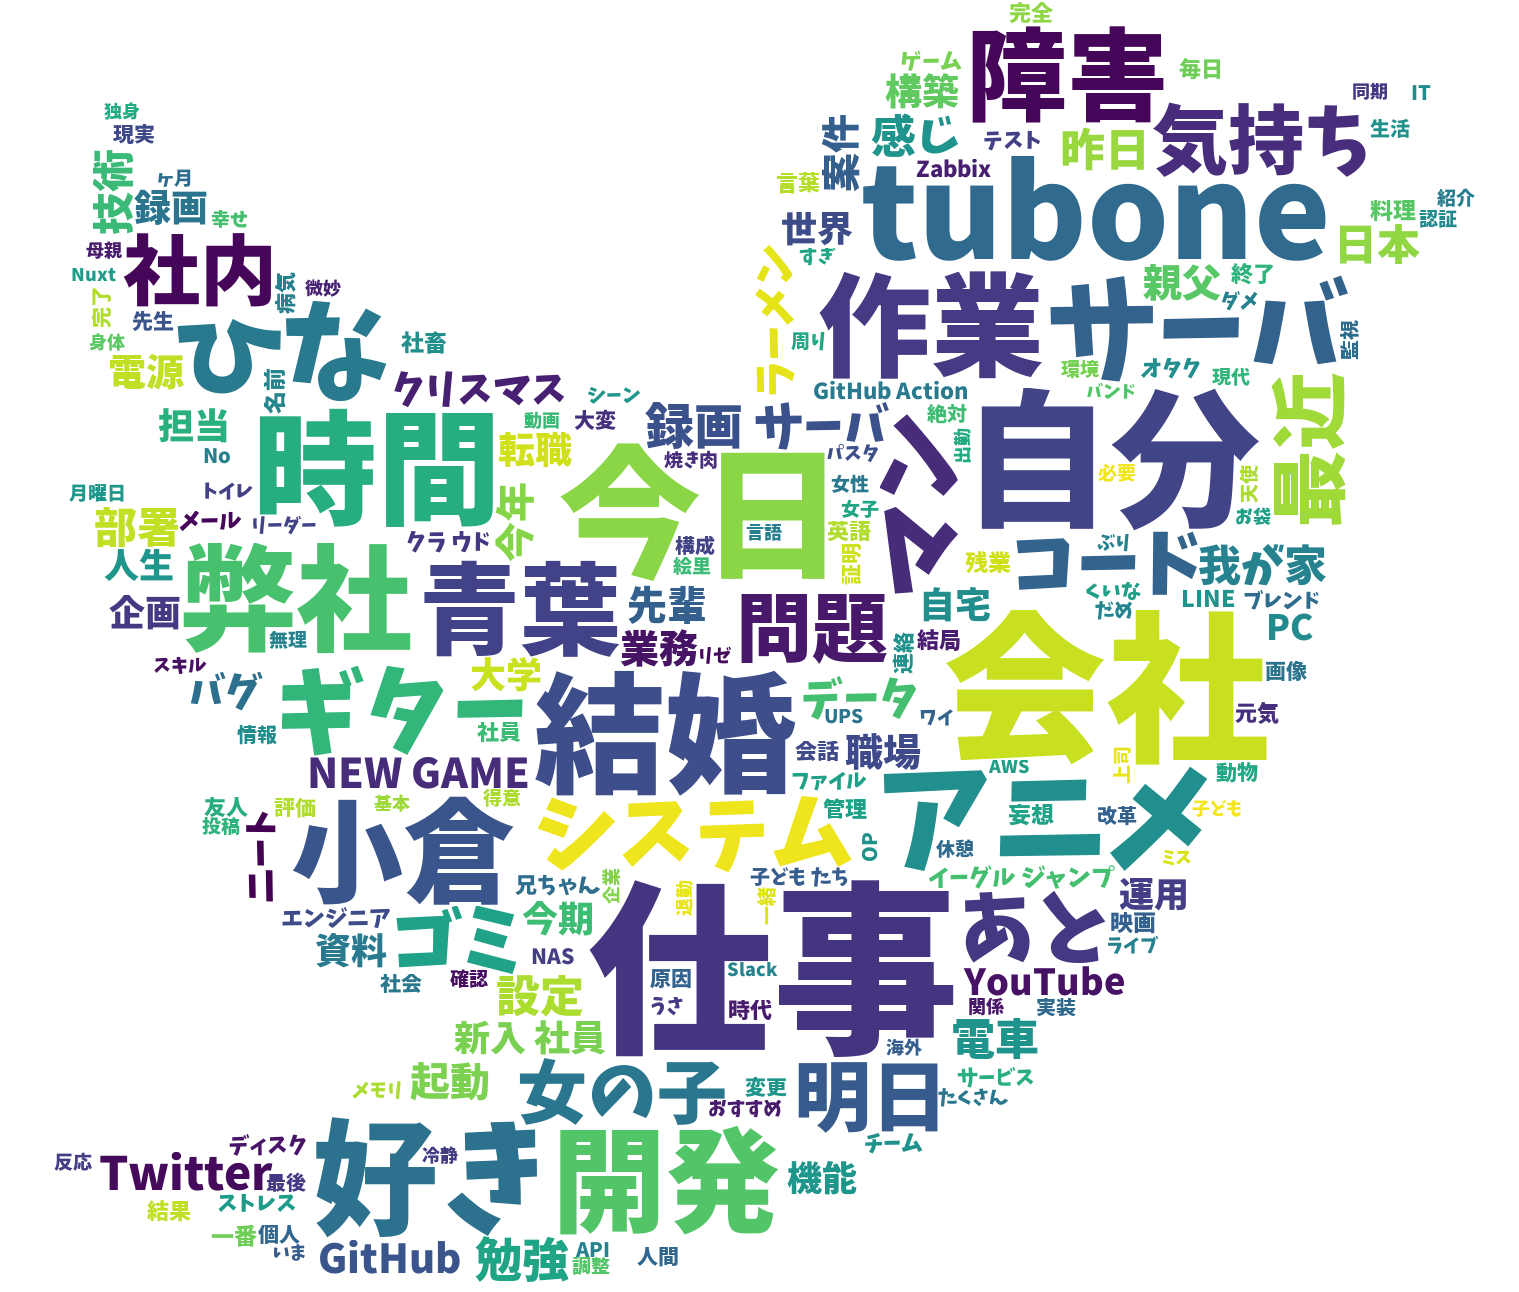 完全
ゲーム
障害
毎日
構築
同期
IT
独身
現実
案件
感じ
テスト
昨日
気持ち
生活
技術
ヶ月
録画
幸せ
言葉
Zabbix
tubone
紹介
認証
料理
世界
日本
母親
社内
すぎ
Nuxt
病気
微妙
ラーメン
作業
サーバ
親父
終了
ダメ
完了
先生
ひな
身体
社畜
周り
監視
電源
名前
クリスマス
シーン
GitHub Action
環境
オタク
現代
バンド
最近
担当
時間
動画
大変
録画 サーバ
マン
絶対
自分
No
転職
今日
焼き肉
パスタ
出勤
必要
天使
月曜日
トイレ
今年
女性
女子
お袋
部署
メール
リーダー
クラウド
構成
言語
英語
人生
弊社
青葉
絵里
証明
残業
コード
ぶり
我が家
企画
無理
先輩
問題
自宅
くいな
だめ
LINE
ブレンド
PC
スキル
業務
リゼ
連絡
結局
会社
バグ
ギター
大学
結婚
データ
画像
情報
社員
UPS
ワイ
元気
NEW GAME
会話
職場
AWS
上司
動物
友人
評価
基本
得意
ファイル
アニメ
投稿
ニート
小倉
システム
管理
妄想
改革
子ども
OP
休憩
ミス
兄ちゃん
企業
退勤
一緒
子ども たち
イーグル ジャンプ
運用
エンジニア
ゴミ
今期
仕事
あと
映画
資料
NAS
ライブ
社会
確認
設定
原因
Slack
YouTube
うさ
時代
関係
実装
新入 社員
電車
海外
メモリ
起動
女の子
変更
明日
サービス
おすすめ
たくさん
ディスク
好き
冷静
開発
チーム
反応
Twitter
最後
機能
結果
ストレス
一番
個人
いま
GitHub
勉強
API
調整
人間